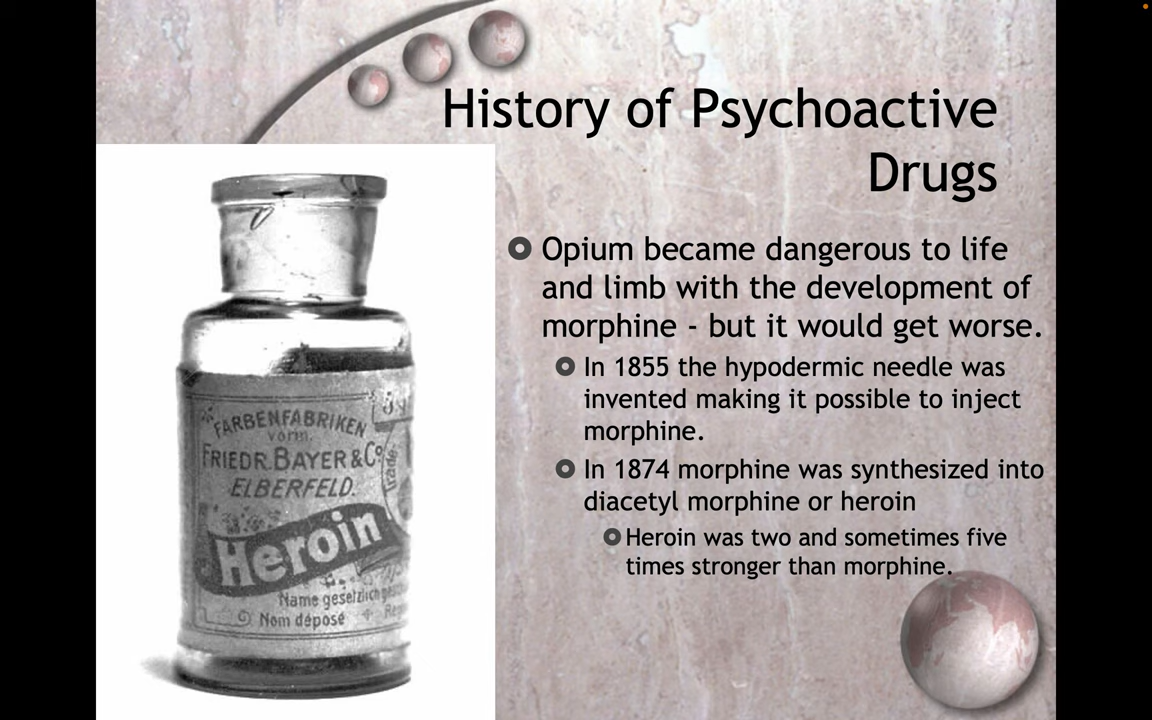 History of Psychoactive
Drugs
Opium became dangerous to life
and limb with the development of
morphine - but it would get worse.
In 1855 the hypodermic needle was
invented making it possible to inject
morphine.
In 1874 morphine was synthesized into
diacetyl morphine or heroin
Heroin was two and sometimes five
times stronger than morphine.
FARBENFABRIKEN
vorm.
FRIEDR. BAYER & Co
ELBERFELD.
Trade
Heroin
Name gesetzlich
Nom déposé